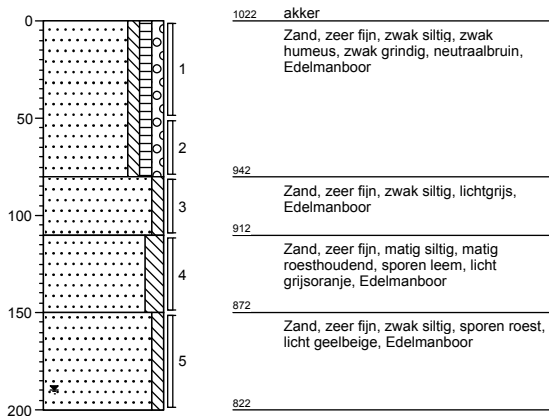 0
50
100
150
200
1
2
3
4
5
1022 akker
Zand, zeer fijn, zwak siltig, zwak
humeus, zwak grindig, neutraalbruin,
Edelmanboor
942
Zand, zeer fijn, zwak siltig, lichtgrijs,
Edelmanboor
912
Zand, zeer fijn, matig siltig, matig
roesthoudend, sporen leem, licht
grijsoranje, Edelmanboor
872
Zand, zeer fijn, zwak siltig, sporen roest,
licht geelbeige, Edelmanboor
822